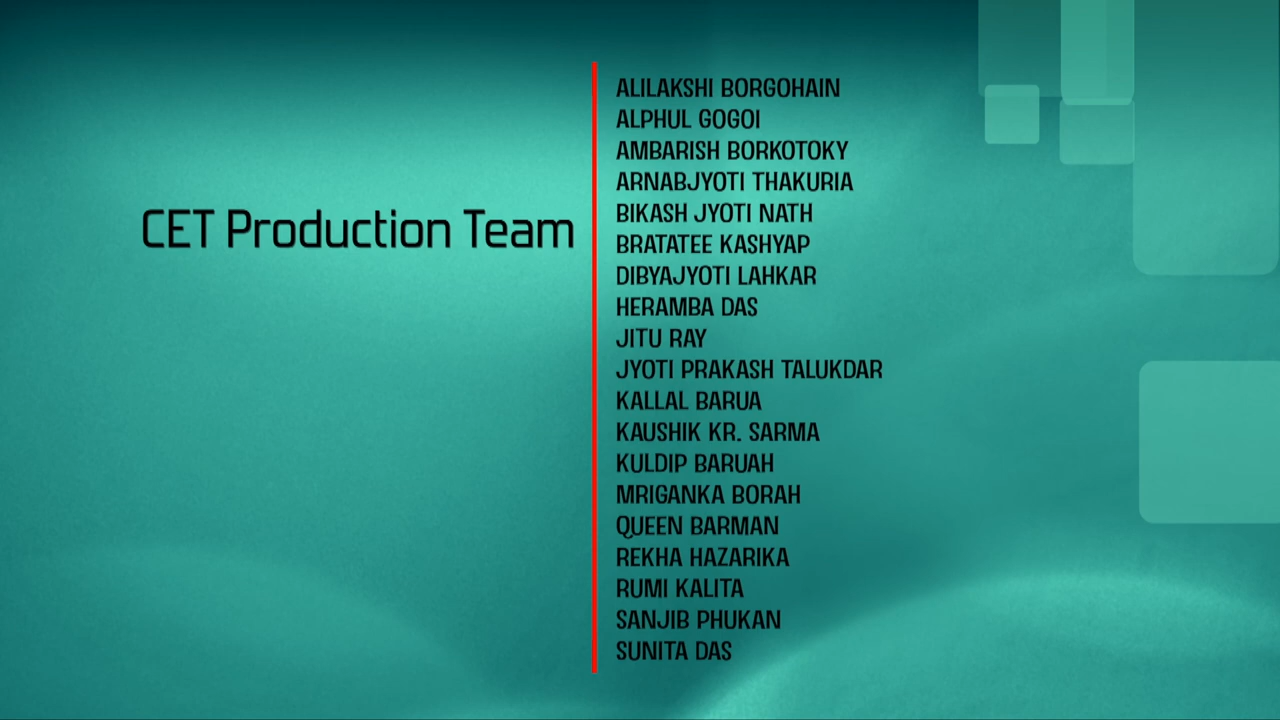 CET Production Team
ALILAKSHI BORGOHAIN
ALPHUL GOGOI
AMBARISH BORKOTOKY
ARNABJYOTI THAKURIA
BIKASH JYOTI NATH
BRATATEE KASHYAP
DIBYAJYOTI LAHKAR
HERAMBA DAS
JITU RAY
JYOTI PRAKASH TALUKDAR
KALLAL BARUA
KAUSHIK KR. SARMA
KULDIP BARUAH
MRIGANKA BORAH
QUEEN BARMAN
REKHA HAZARIKA
RUMI KALITA
SANJIB PHUKAN
SUNITA DAS